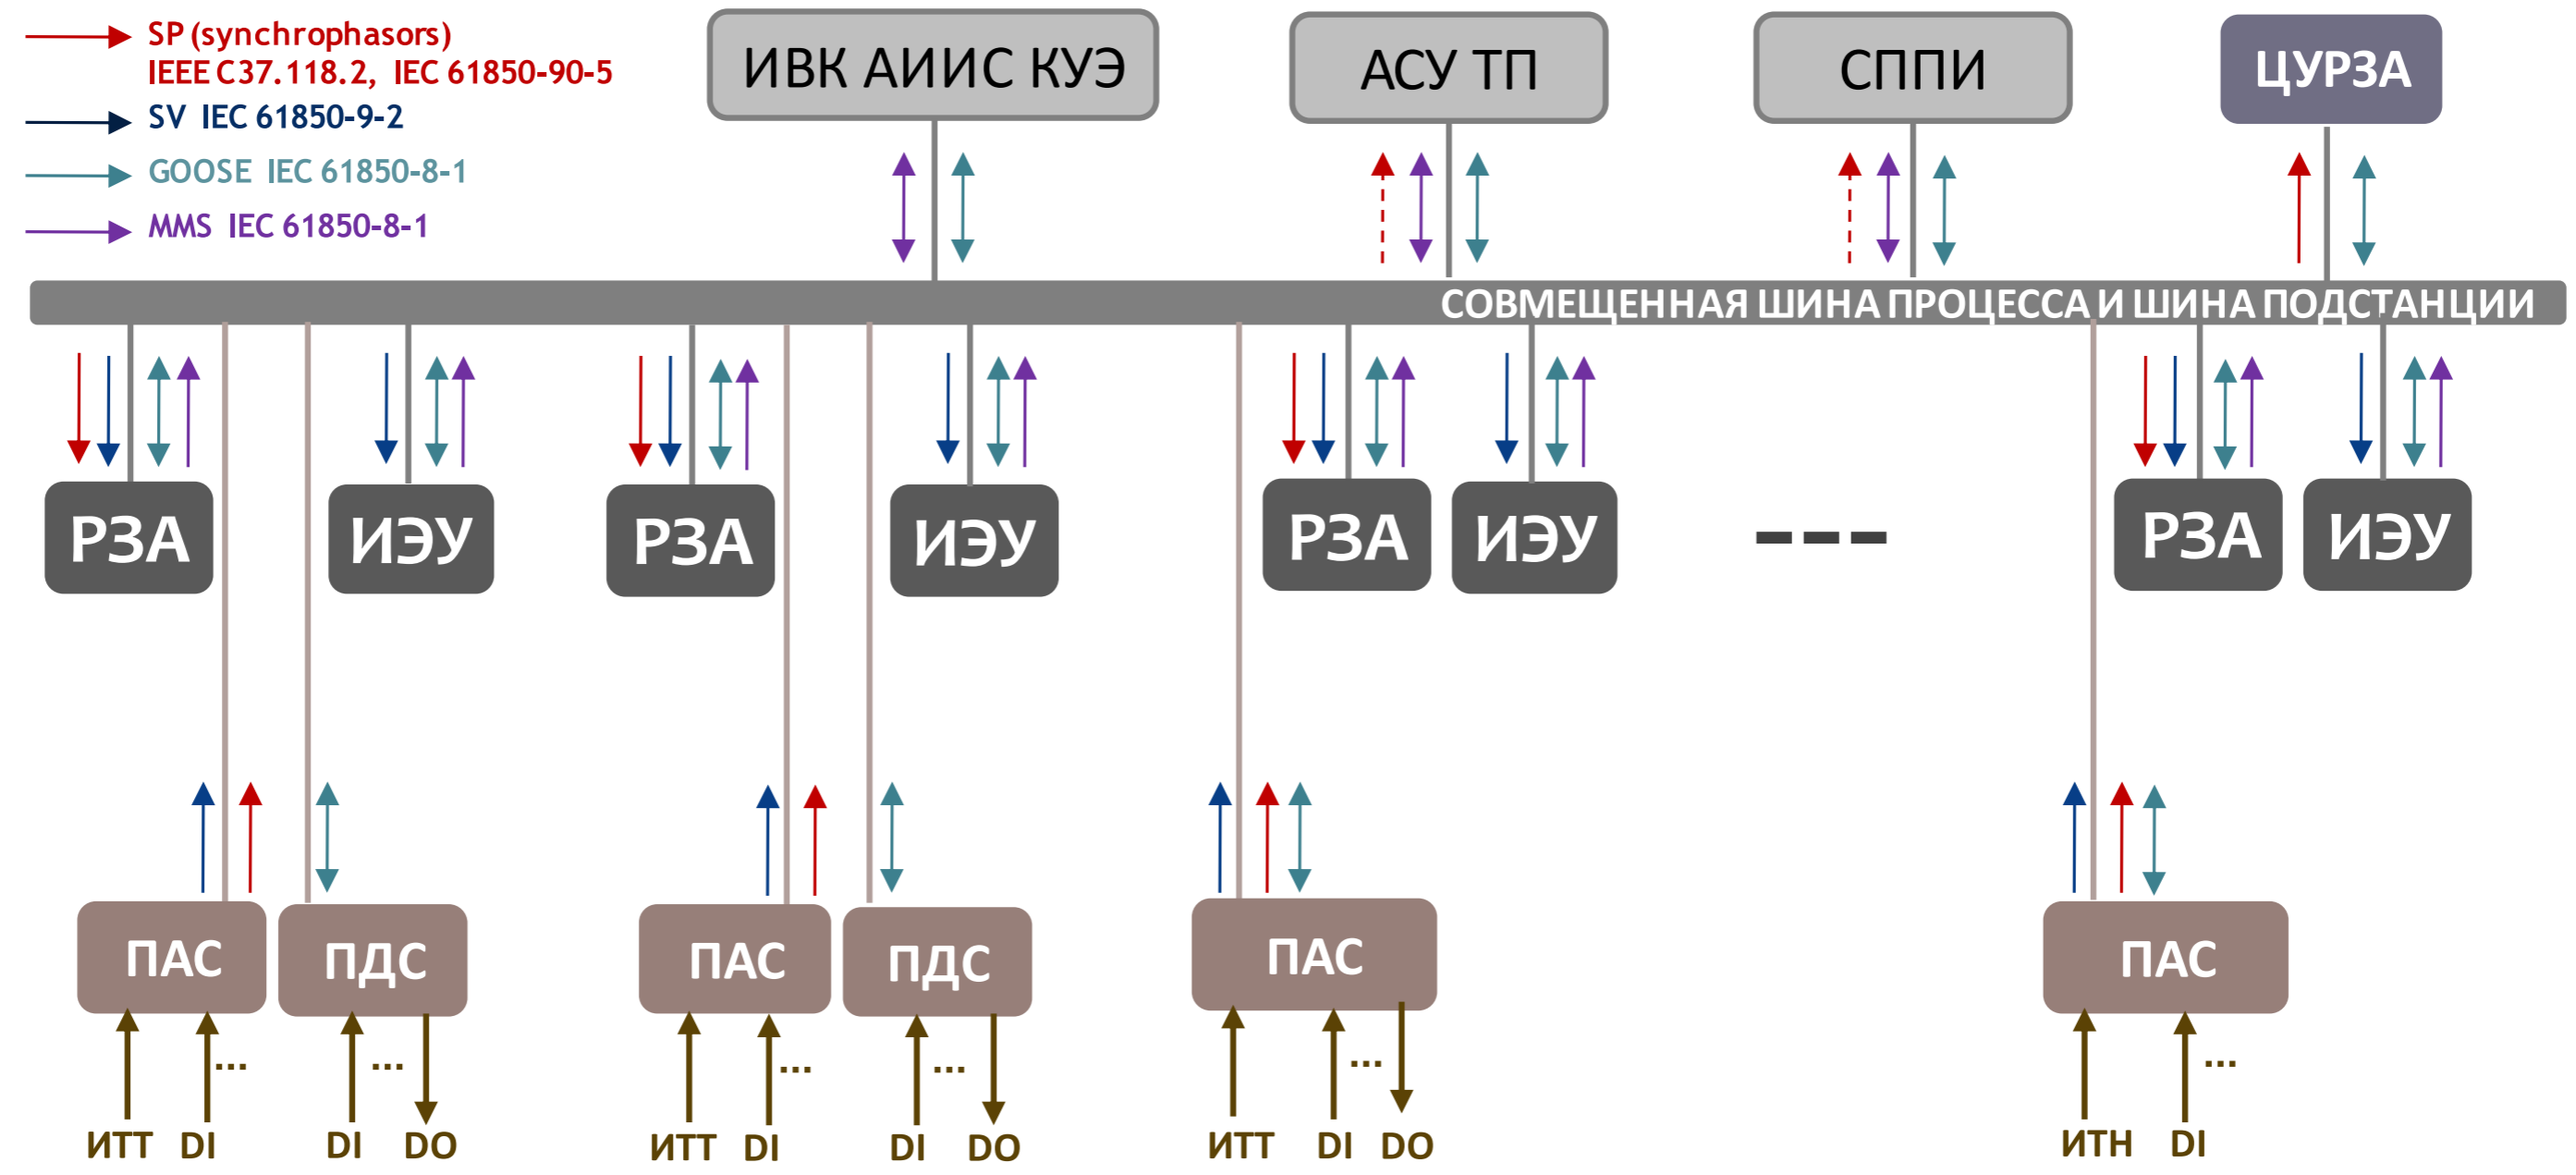 SP (synchrophasors)
IEEE C37.118.2, IEC 61850-90-5
SV IEC 61850-9-2
GOOSE IEC 61850-8-1
MMS IEC 61850-8-1
ИВК АИИС КУЭ
АСУ ТП
СППИ
ЦУРЗА
СОВМЕЩЕННАЯ ШИНА ПРОЦЕССА И ШИНА ПОДСТАНЦИИ
РЗА
ИЭУ
РЗА
ИЭУ
РЗА
ИЭУ
РЗА
ИЭУ
ПАС
ПДС
ПАС
ПДС
ПАС
ПАС
...
...
...
...
...
...
ИТТ
DI
DI
DO
ИТТ
DI
DI
DO
ИТТ
DI
DO
ИТН
DI